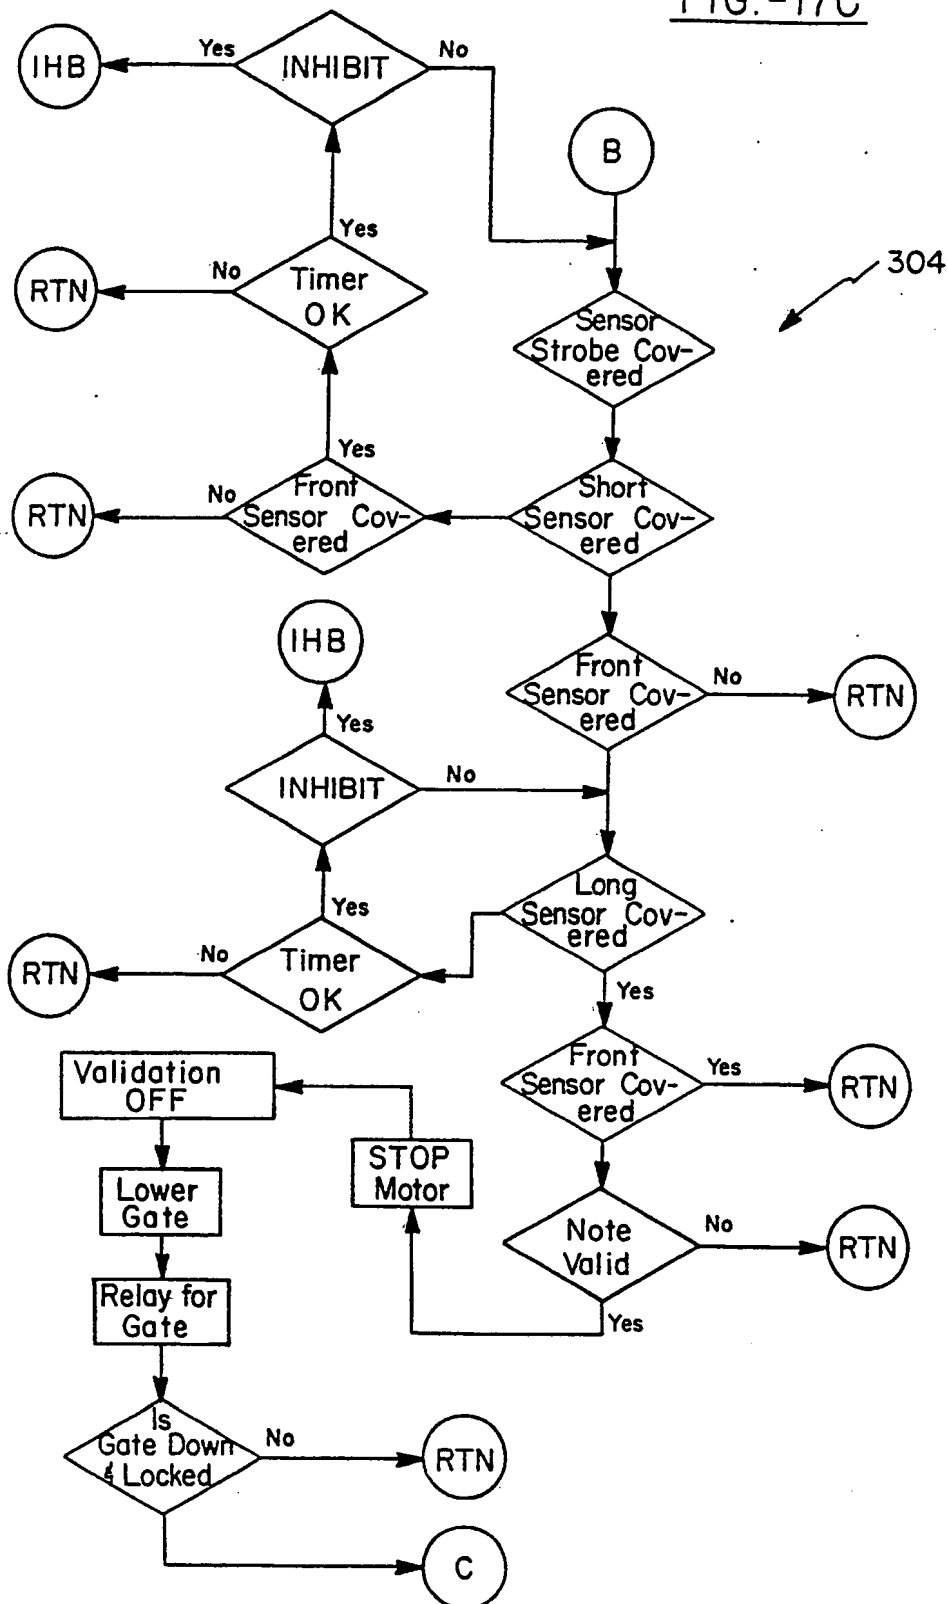 FIG.-17C
Yes
IHB
INHIBIT
No
B
Yes
No
RTN
Timer
OK
304
Sensor
Strobe Cov-
ered
Yes
No
RTN
Front
Sensor Cov-
ered
Short
Sensor Cov-
ered
IHB
Front
Sensor Cov-
ered
No
RTN
Yes
INHIBIT
No
Long
Sensor Cov-
ered
Yes
No
RTN
Timer
OK
Yes
Validation
OFF
Front
Sensor Cov-
ered
Yes
RTN
STOP
Motor
Lower
Gate
Note
Valid
No
RTN
Relay for
Gate
Yes
Is
Gate Down
& Locked
No
RTN
C